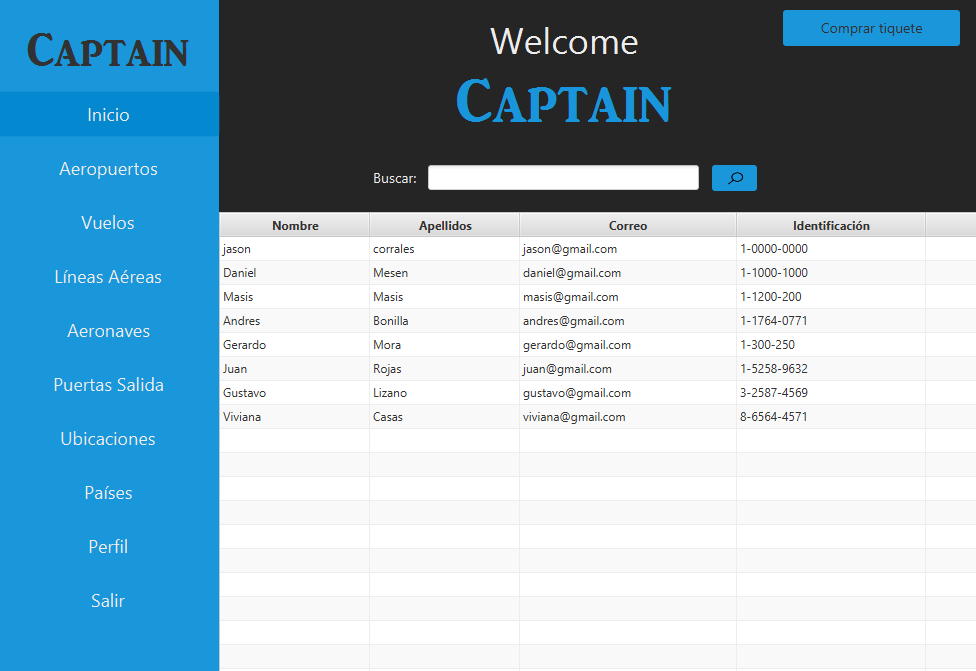 CAPTAIN
Inicio
Aeropuertos
Vuelos
Líneas Aéreas
Aeronaves
Puertas Salida
Ubicaciones
Países
Perfil
Salir
Welcome
CAPTAIN
Comprar tiquete
Buscar:
Nombre Apellidos Correo Identificación
jason corrales jason@gmail.com 1-0000-0000
Daniel Mesen daniel@gmail.com 1-1000-1000
Masis Masis masis@gmail.com 1-1200-200
Andres Bonilla andres@gmail.com 1-1764-0771
Gerardo Mora gerardo@gmail.com 1-300-250
Juan Rojas juan@gmail.com 1-5258-9632
Gustavo Lizano gustavo@gmail.com 3-2587-4569
Viviana Casas viviana@gmail.com 8-6564-4571